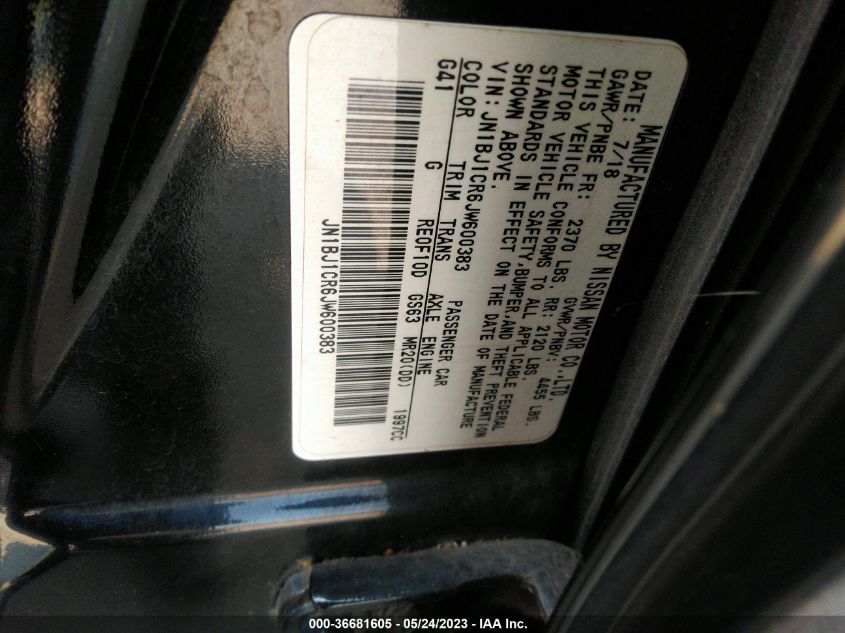 MANUFACTURED BY NISSAN MOTOR CO.,LTD.
DATE: 7/18 GVWR/PNBV: 4455 LBS.
GAWR/PNBE FR: 2370 LBS. RR: 2120 LBS.
THIS VEHICLE CONFORMS TO ALL APPLICABLE FEDERAL
MOTOR VEHICLE SAFETY,BUMPER,AND THEFT PREVENTION
STANDARDS IN EFFECT ON THE DATE OF MANUFACTURE
SHOWN ABOVE.
VIN:JN1BJ1CR6JW600383 PASSENGER CAR
COLOR TRIM TRANS AXLE ENGINE
G41 G RE0F10D GS63 MR20(DD) 1997CC
JN1BJ1CR6JW600383
000-36681605 - 05/24/2023 - IAA Inc.